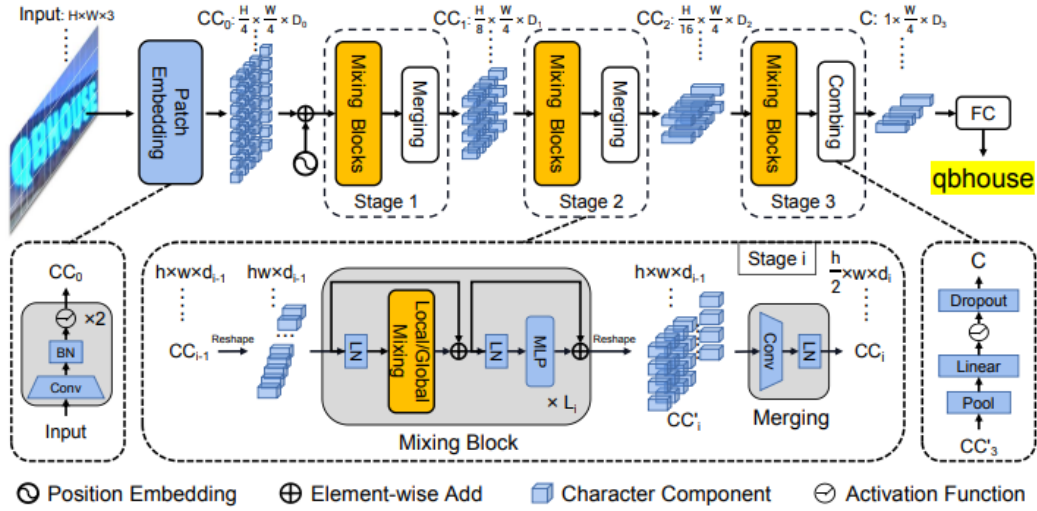 Input: H×W×3
CC₀: H/4 × W/4 × D₀
CC₁: H/8 × W/4 × D₁
CC₂: H/16 × W/4 × D₂
C: 1× W/4 × D₃
QBHOUSE
Patch Embedding
Mixing Blocks
Merging
Stage 1
Mixing Blocks
Merging
Stage 2
Mixing Blocks
Combing
Stage 3
FC
qbhouse
CC₀
×2
BN
Conv
Input
h×w×dᵢ₋₁
hw×dᵢ₋₁
CCᵢ₋₁
Reshape
LN
Local/Global Mixing
LN
MLP
× Lᵢ
Mixing Block
Reshape
h×w×dᵢ₋₁
CC'ᵢ
Stage i
h/2 ×w×dᵢ
Conv
LN
Merging
CCᵢ
C
Dropout
Linear
Pool
CC'₃
Position Embedding
Element-wise Add
Character Component
Activation Function